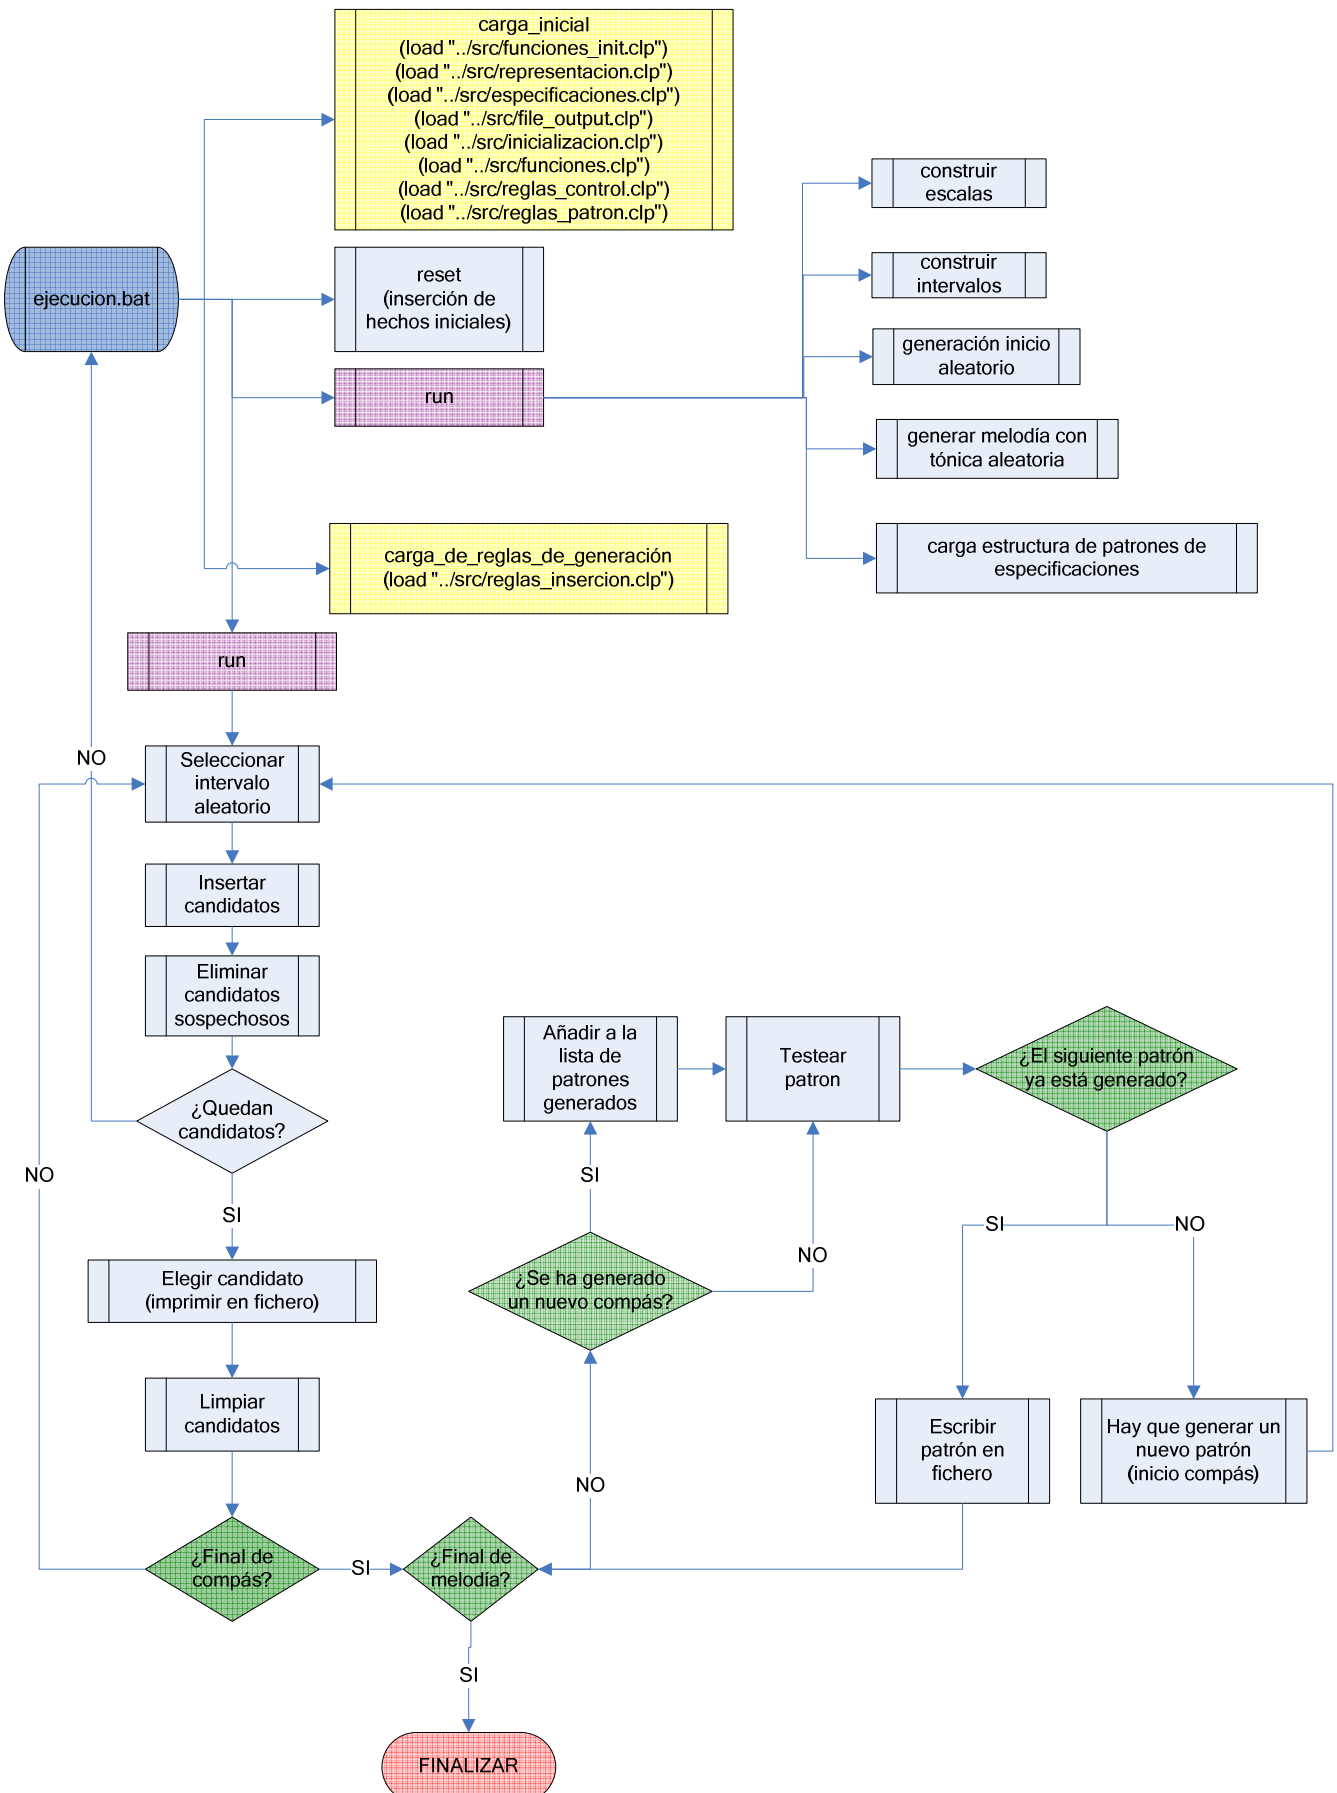 carga_inicial
(load "../src/funciones_init.clp")
(load "../src/representacion.clp")
(load "../src/especificaciones.clp")
(load "../src/file_output.clp")
(load "../src/inicializacion.clp")
(load "../src/funciones.clp")
(load "../src/reglas_control.clp")
(load "../src/reglas_patron.clp")
construir
escalas
ejecucion.bat
reset
(inserción de
hechos iniciales)
construir
intervalos
generación inicio
aleatorio
run
generar melodía con
tónica aleatoria
carga_de_reglas_de_generación
(load "../src/reglas_insercion.clp")
carga estructura de patrones de
especificaciones
run
NO
Seleccionar
intervalo
aleatorio
Insertar
candidatos
Eliminar
candidatos
sospechosos
Añadir a la
lista de
patrones
generados
Testear
patron
¿El siguiente patrón
ya está generado?
¿Quedan
candidatos?
NO
SI
SI
SI
NO
NO
Elegir candidato
(imprimir en fichero)
¿Se ha generado
un nuevo compás?
Limpiar
candidatos
Escribir
patrón en
fichero
Hay que generar un
nuevo patrón
(inicio compás)
NO
¿Final de
compás?
SI
¿Final de
melodía?
SI
FINALIZAR